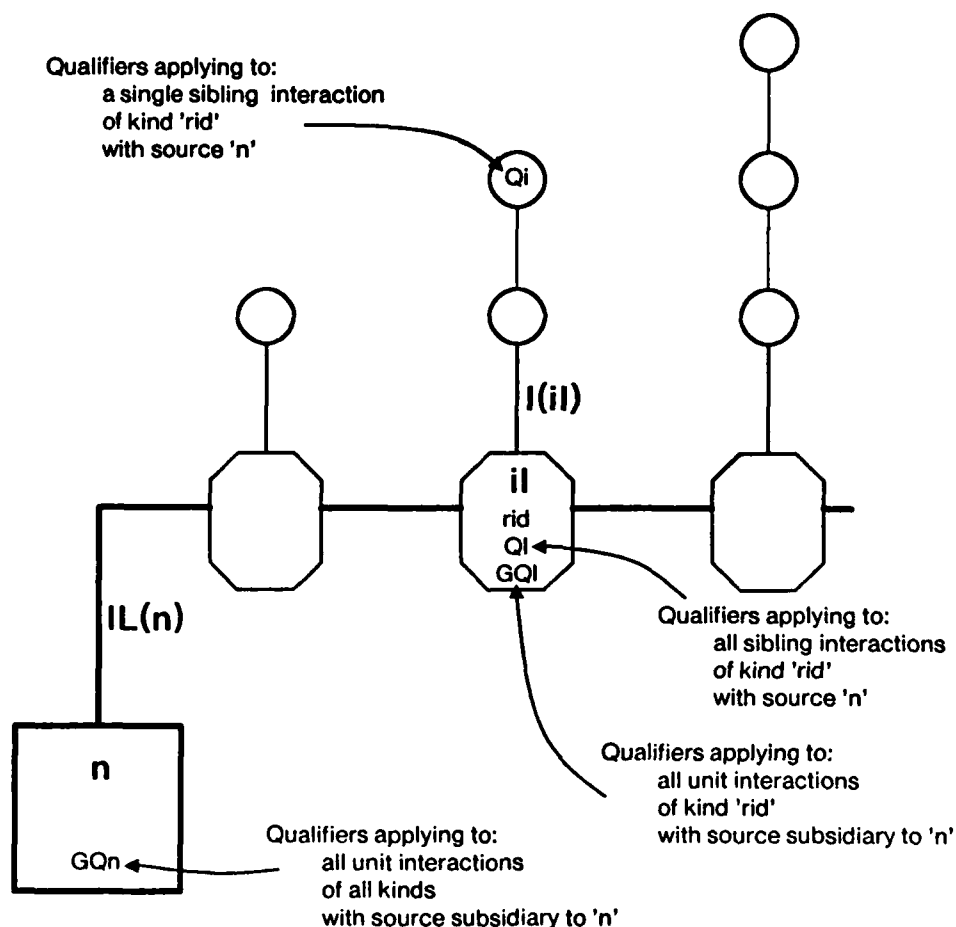 Qualifiers applying to:
a single sibling interaction
of kind 'rid'
with source 'n'
Qi
I(iI)
iI
rid
QI
GQI
IL(n)
Qualifiers applying to:
all sibling interactions
of kind 'rid'
with source 'n'
Qualifiers applying to:
all unit interactions
of kind 'rid'
with source subsidiary to 'n'
n
GQn
Qualifiers applying to:
all unit interactions
of all kinds
with source subsidiary to 'n'